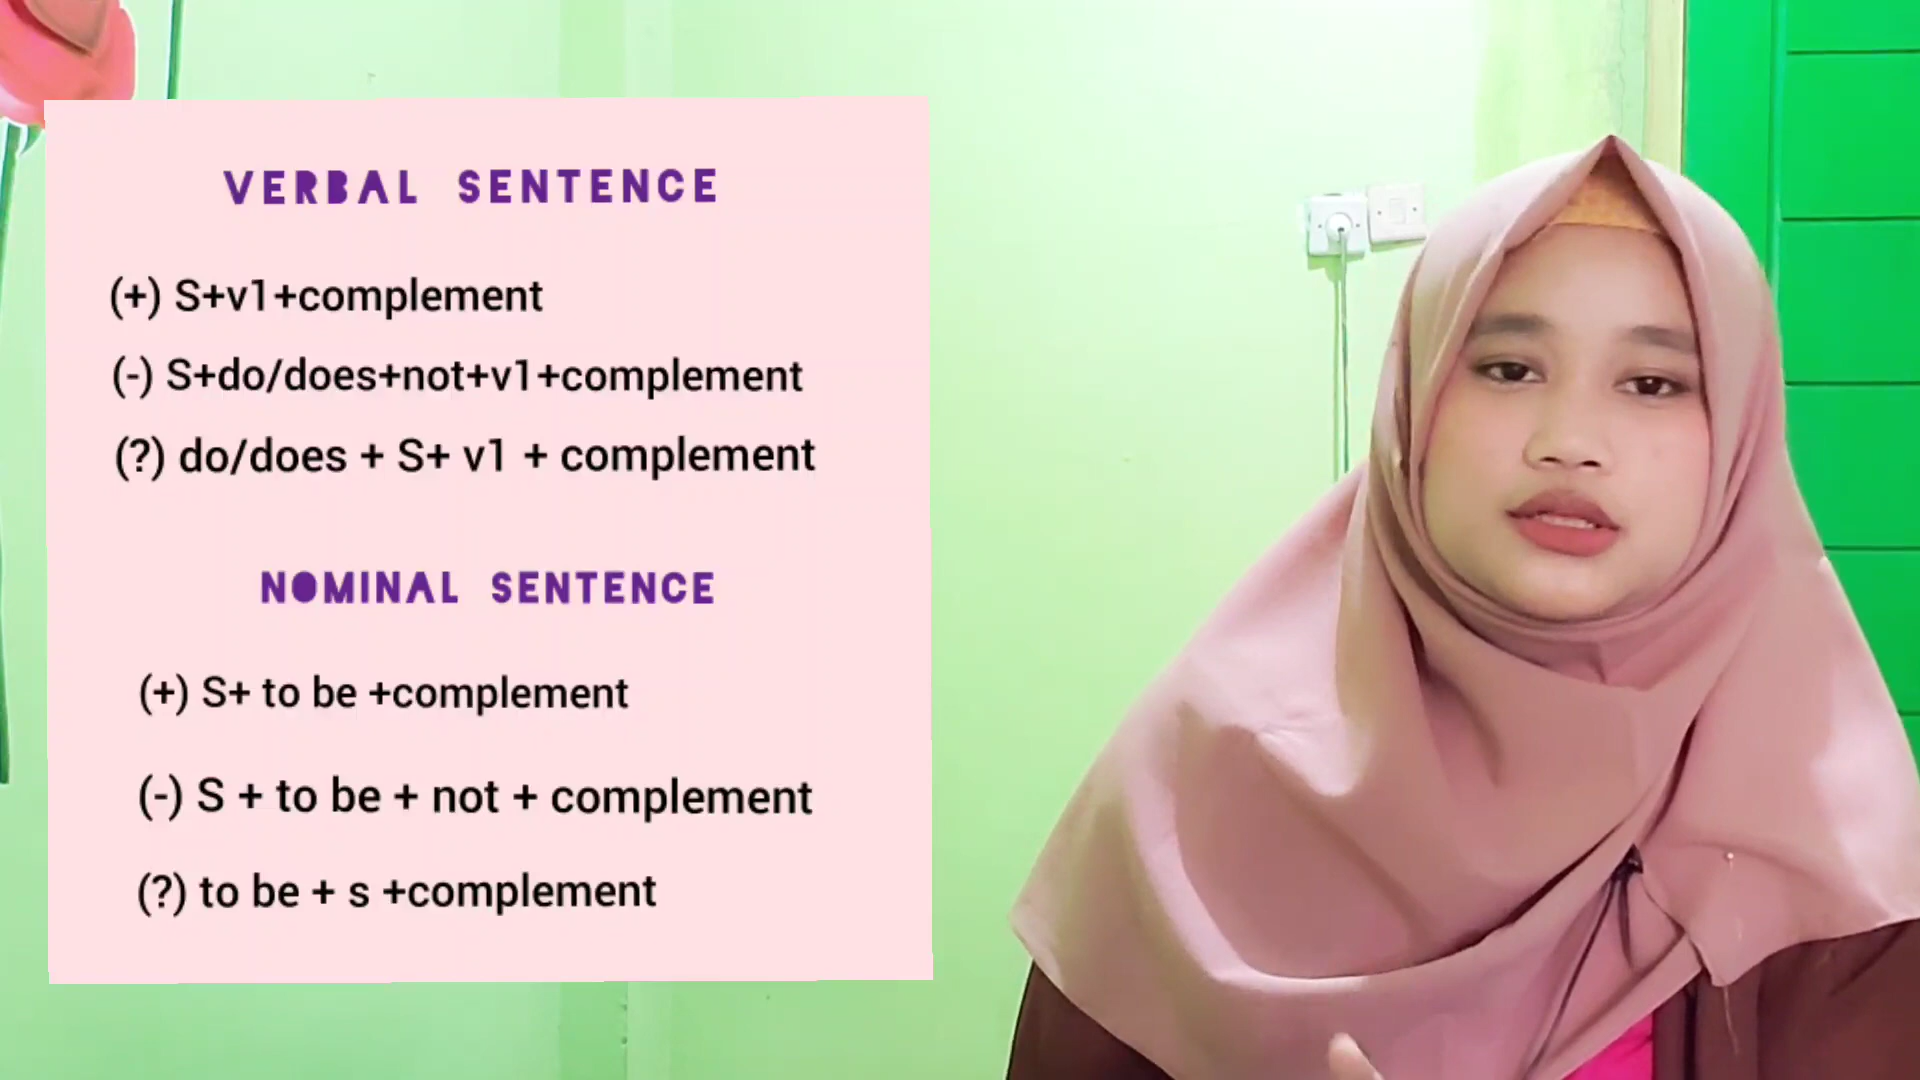 VERBAL SENTENCE
(+) S+v1+complement
(-) S+do/does+not+v1+complement
(?) do/does + S+ v1 + complement
NOMINAL SENTENCE
(+) S+ to be +complement
(-) S + to be + not + complement
(?) to be + s +complement